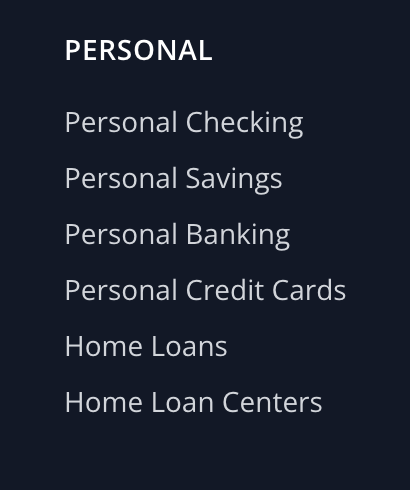 PERSONAL
Personal Checking
Personal Savings
Personal Banking
Personal Credit Cards
Home Loans
Home Loan Centers